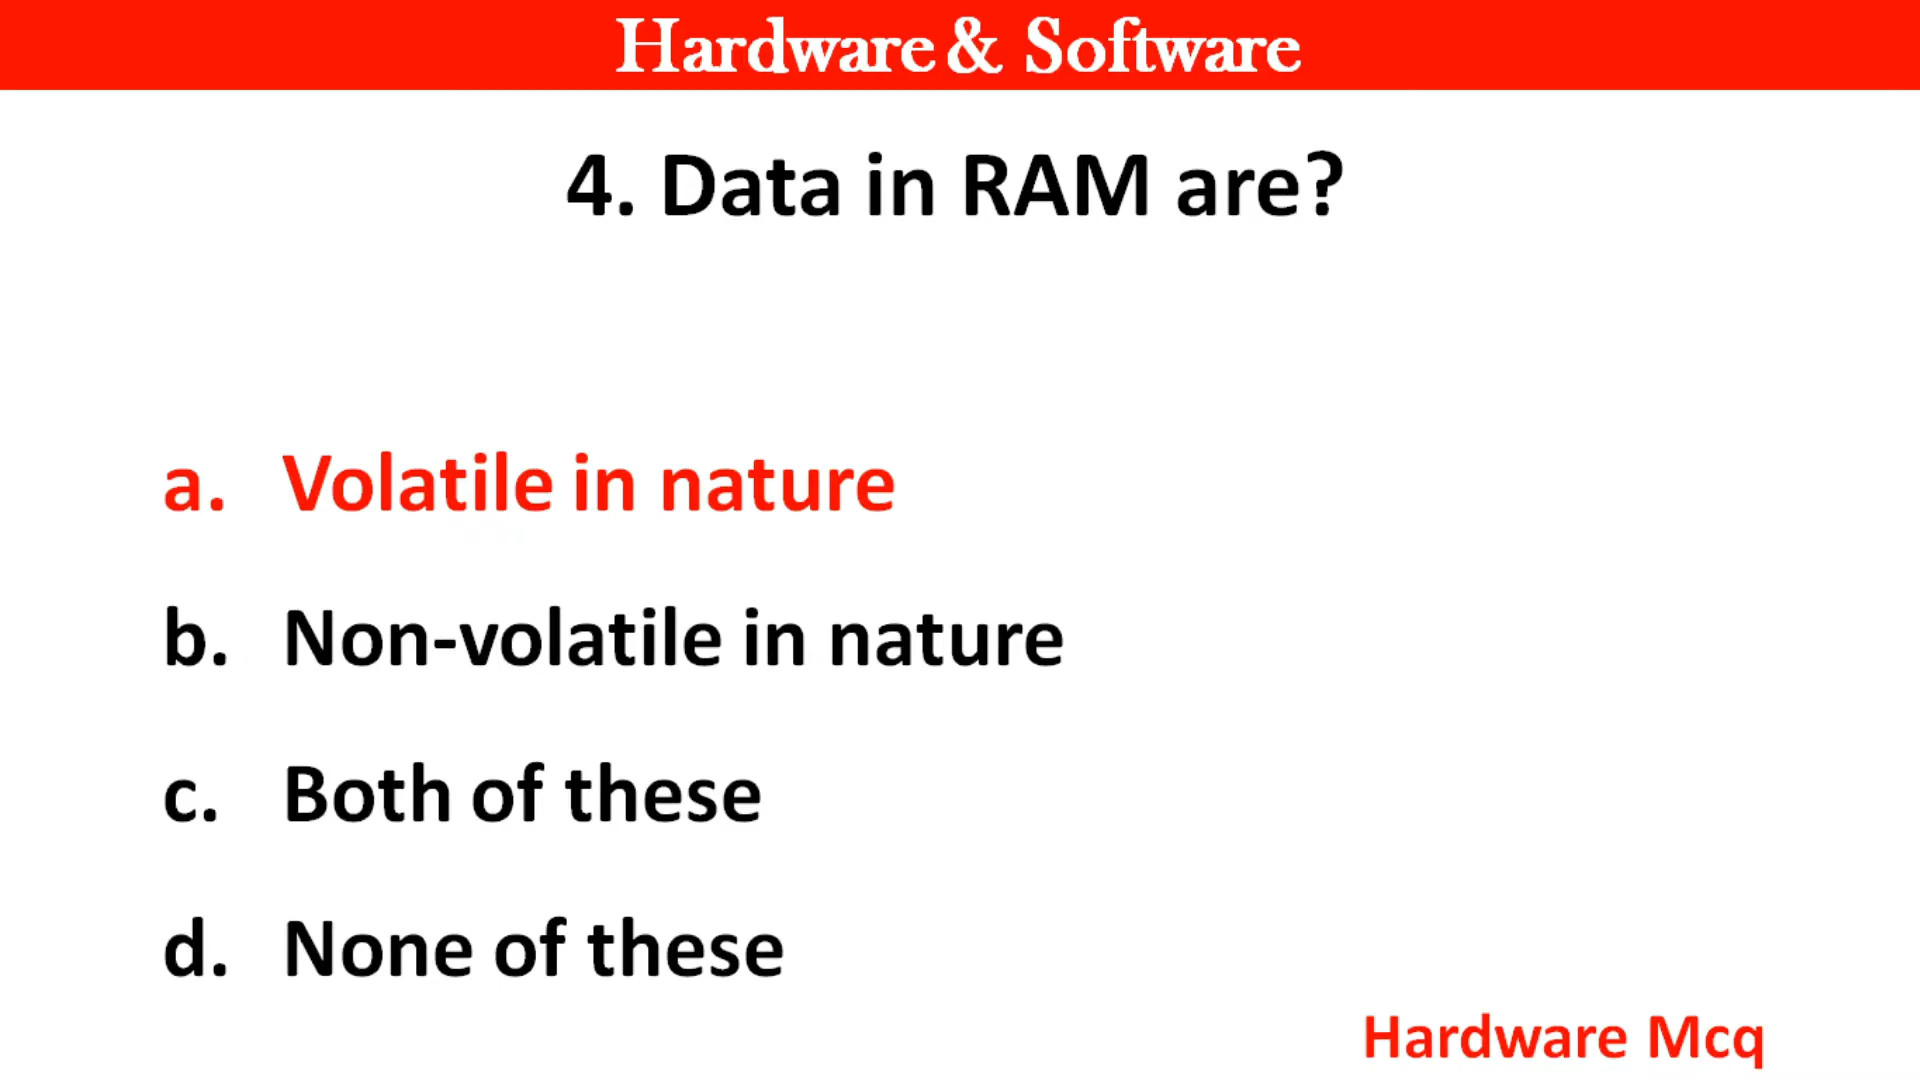 Hardware & Software
4. Data in RAM are?
a. Volatile in nature
b. Non-volatile in nature
c. Both of these
d. None of these
Hardware Mcq